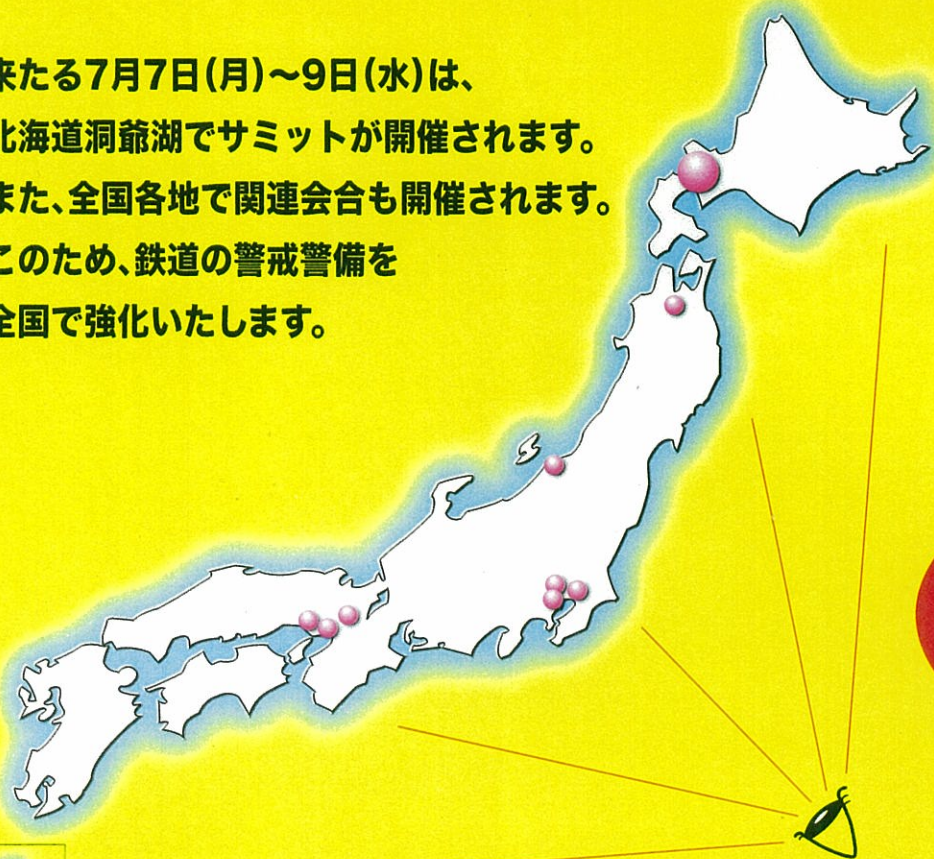 来たる7月7日(月)～9日(水)は、
北海道洞爺湖でサミットが開催されます。
また、全国各地で関連会合も開催されます。
このため、鉄道の警戒警備を
全国で強化いたします。